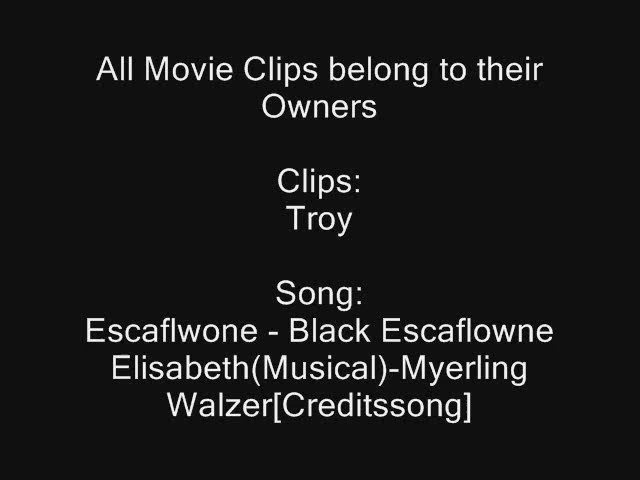 All Movie Clips belong to their
Owners
Clips:
Troy
Song:
Escaflwone - Black Escaflowne
Elisabeth(Musical)-Myerling
Walzer[Creditssong]